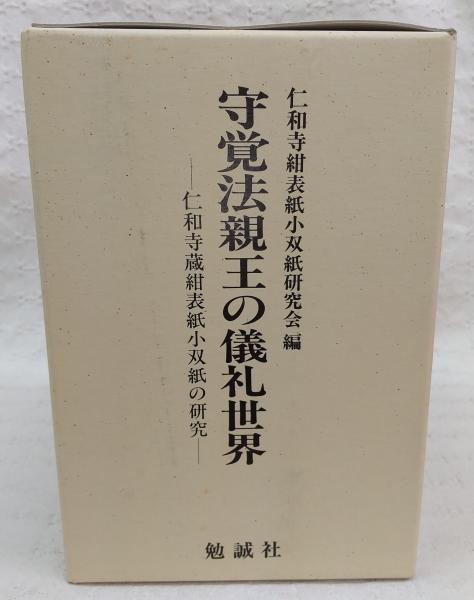 仁和寺紺表紙小双紙研究会 編
守覚法親王の儀礼世界
―仁和寺蔵紺表紙小双紙の研究―
勉誠社